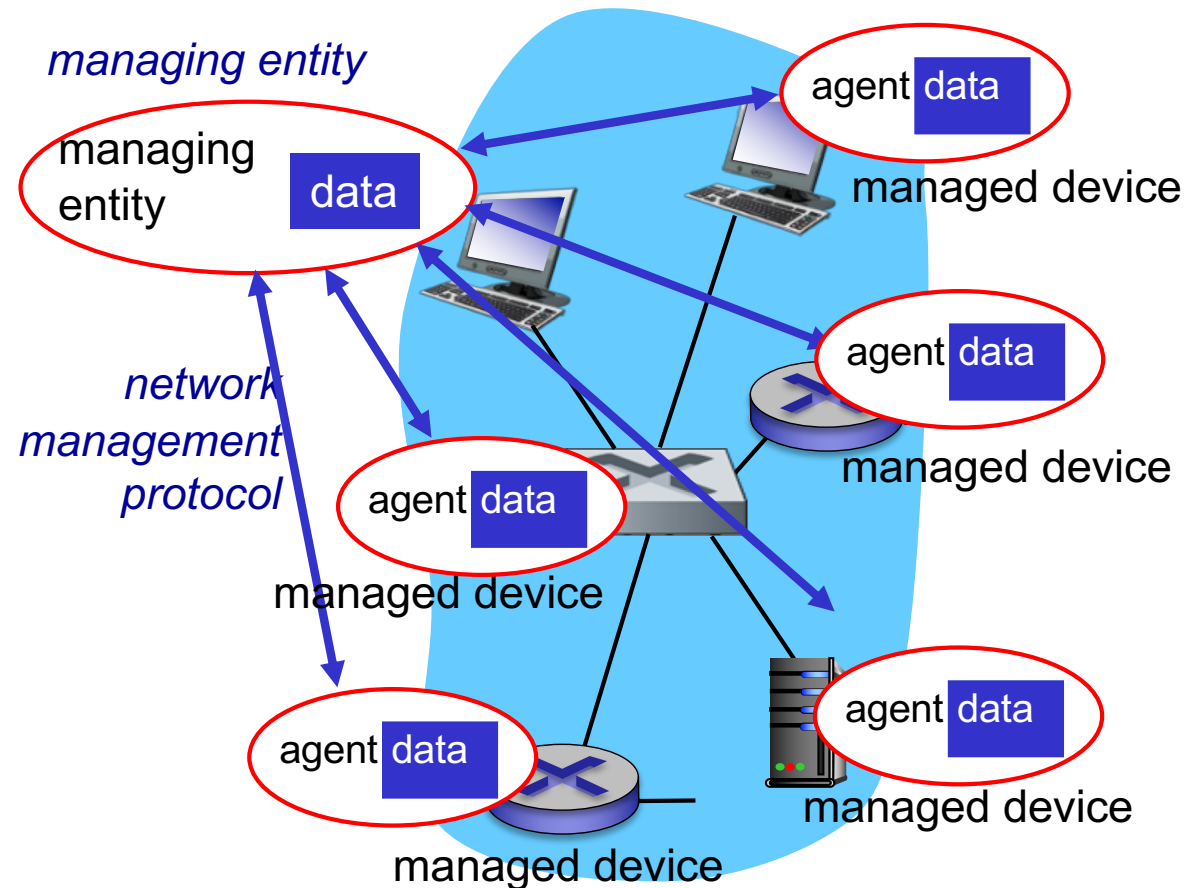 managing entity
managing
entity
data
agent data
managed device
agent data
managed device
network
management
protocol
agent data
managed device
agent data
managed device
agent data
managed device